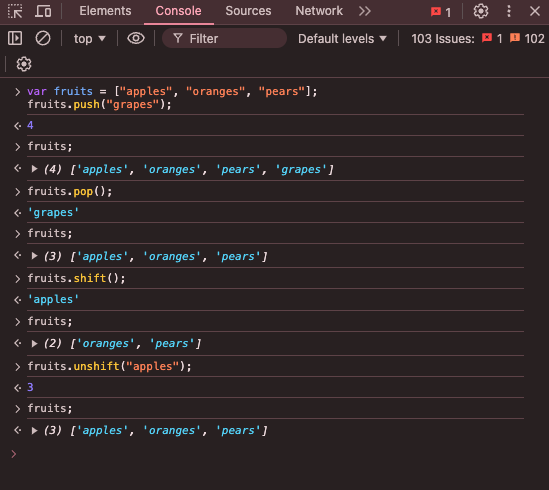 Elements Console Sources Network 1
top Filter Default levels 103 Issues: 1 102
var fruits = ["apples", "oranges", "pears"];
fruits.push("grapes");
4
fruits;
(4) ['apples', 'oranges', 'pears', 'grapes']
fruits.pop();
'grapes'
fruits;
(3) ['apples', 'oranges', 'pears']
fruits.shift();
'apples'
fruits;
(2) ['oranges', 'pears']
fruits.unshift("apples");
3
fruits;
(3) ['apples', 'oranges', 'pears']